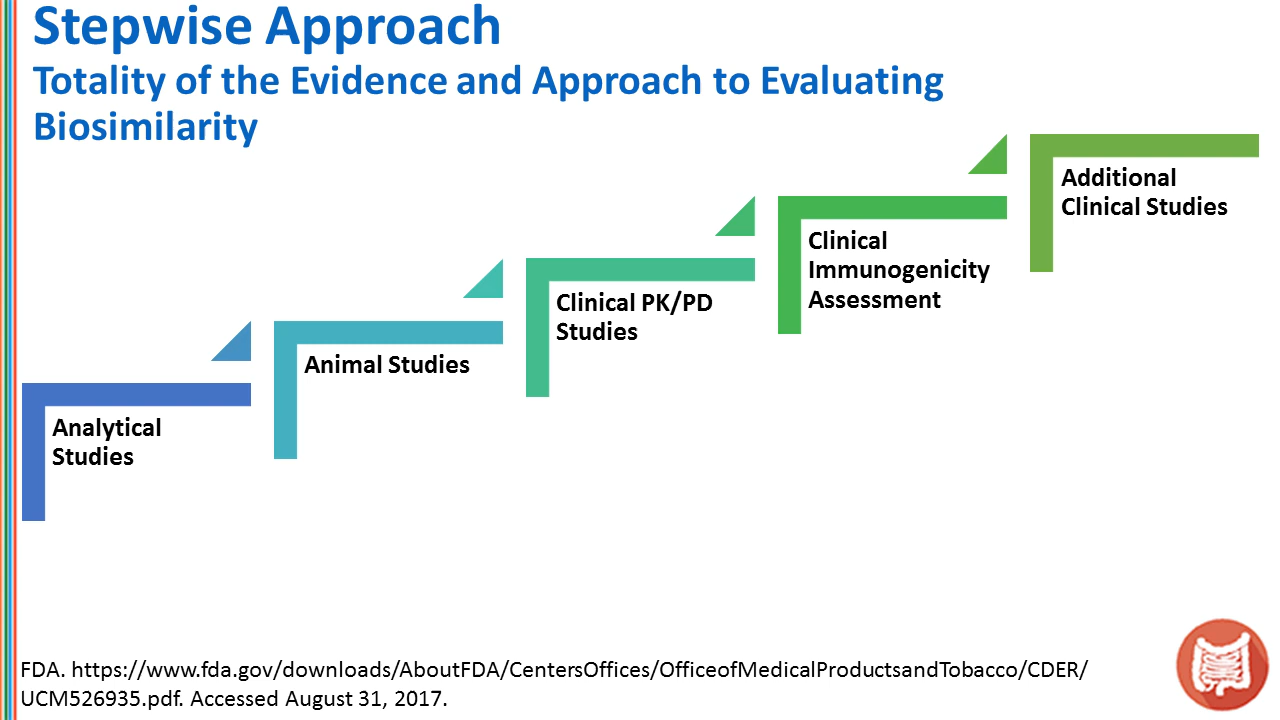 Stepwise Approach
Totality of the Evidence and Approach to Evaluating
Biosimilarity
Analytical
Studies
Animal Studies
Clinical PK/PD
Studies
Clinical
Immunogenicity
Assessment
Additional
Clinical Studies
FDA. https://www.fda.gov/downloads/AboutFDA/CentersOffices/OfficeofMedicalProductsandTobacco/CDER/
UCM526935.pdf. Accessed August 31, 2017.